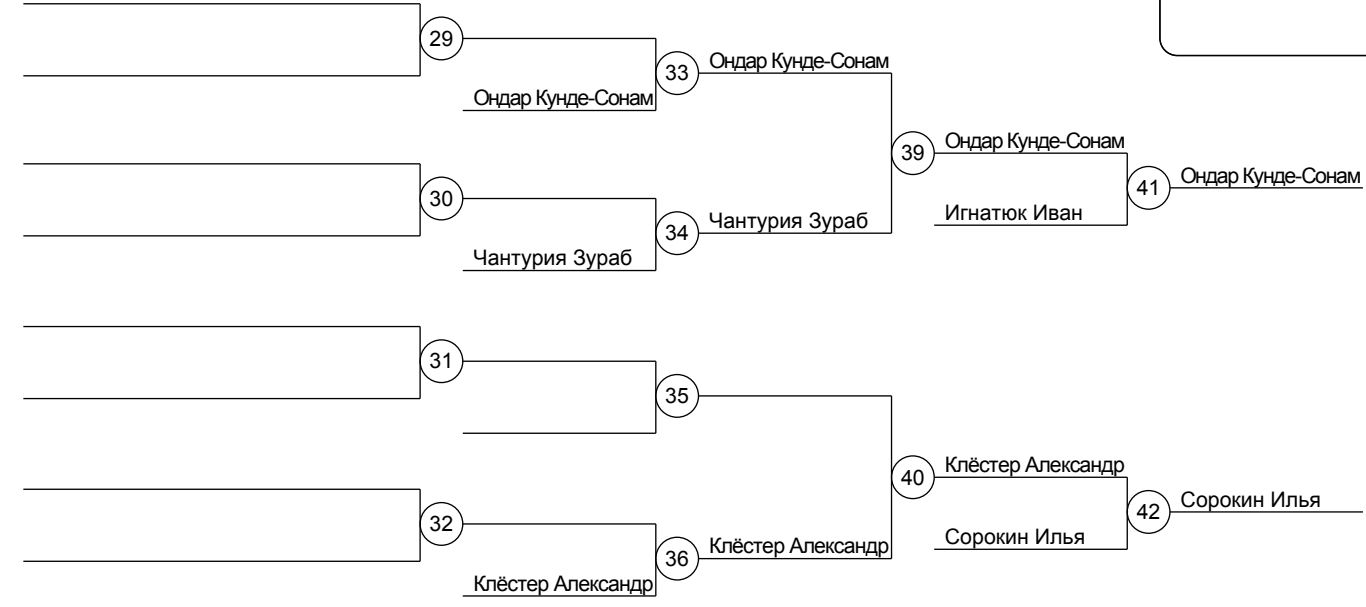 29
Ондар Кунде-Сонам
33
Ондар Кунде-Сонам
Ондар Кунде-Сонам
39
Ондар Кунде-Сонам
41
30
Игнатюк Иван
Чантурия Зураб
34
Чантурия Зураб
31
35
Клёстер Александр
40
Сорокин Илья
42
32
Сорокин Илья
Клёстер Александр
36
Клёстер Александр